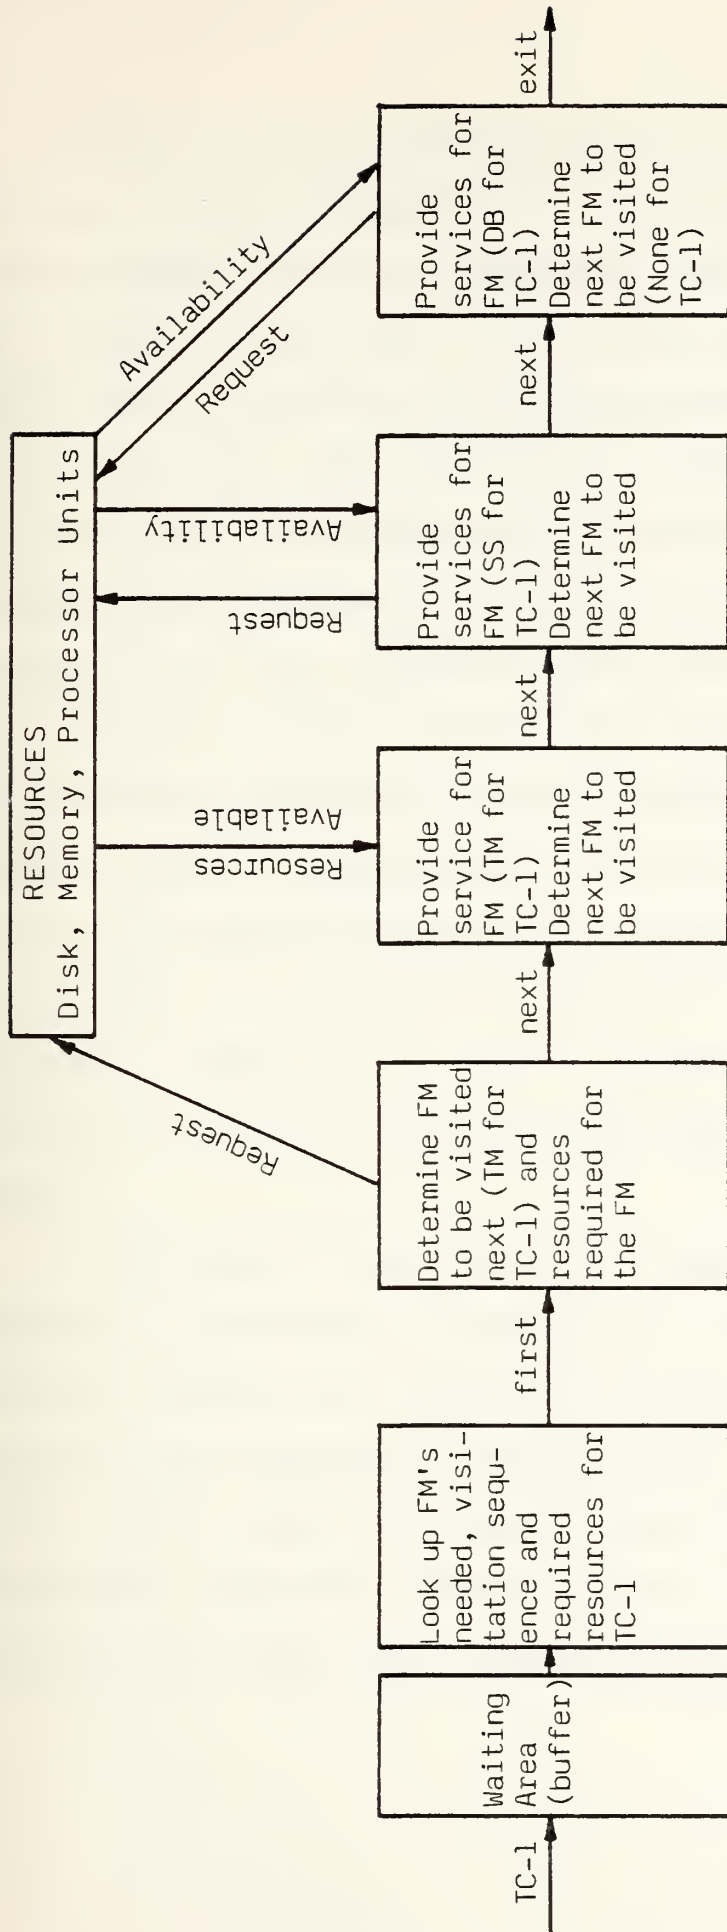 RESOURCES
Disk, Memory, Processor Units
Request
Resources
Available
Request
Availability
Request
Availability
TC-1
Waiting
Area
(buffer)
Look up FM's
needed, visi-
tation sequ-
ence and
required
resources for
TC-1
first
Determine FM
to be visited
next (TM for
TC-1) and
resources
required for
the FM
next
Provide
service for
FM (TM for
TC-1)
Determine
next FM to
be visited
next
Provide
services for
FM (SS for
TC-1)
Determine
next FM to
be visited
next
Provide
services for
FM (DB for
TC-1)
Determine
next FM to
be visited
(None for
TC-1)
exit